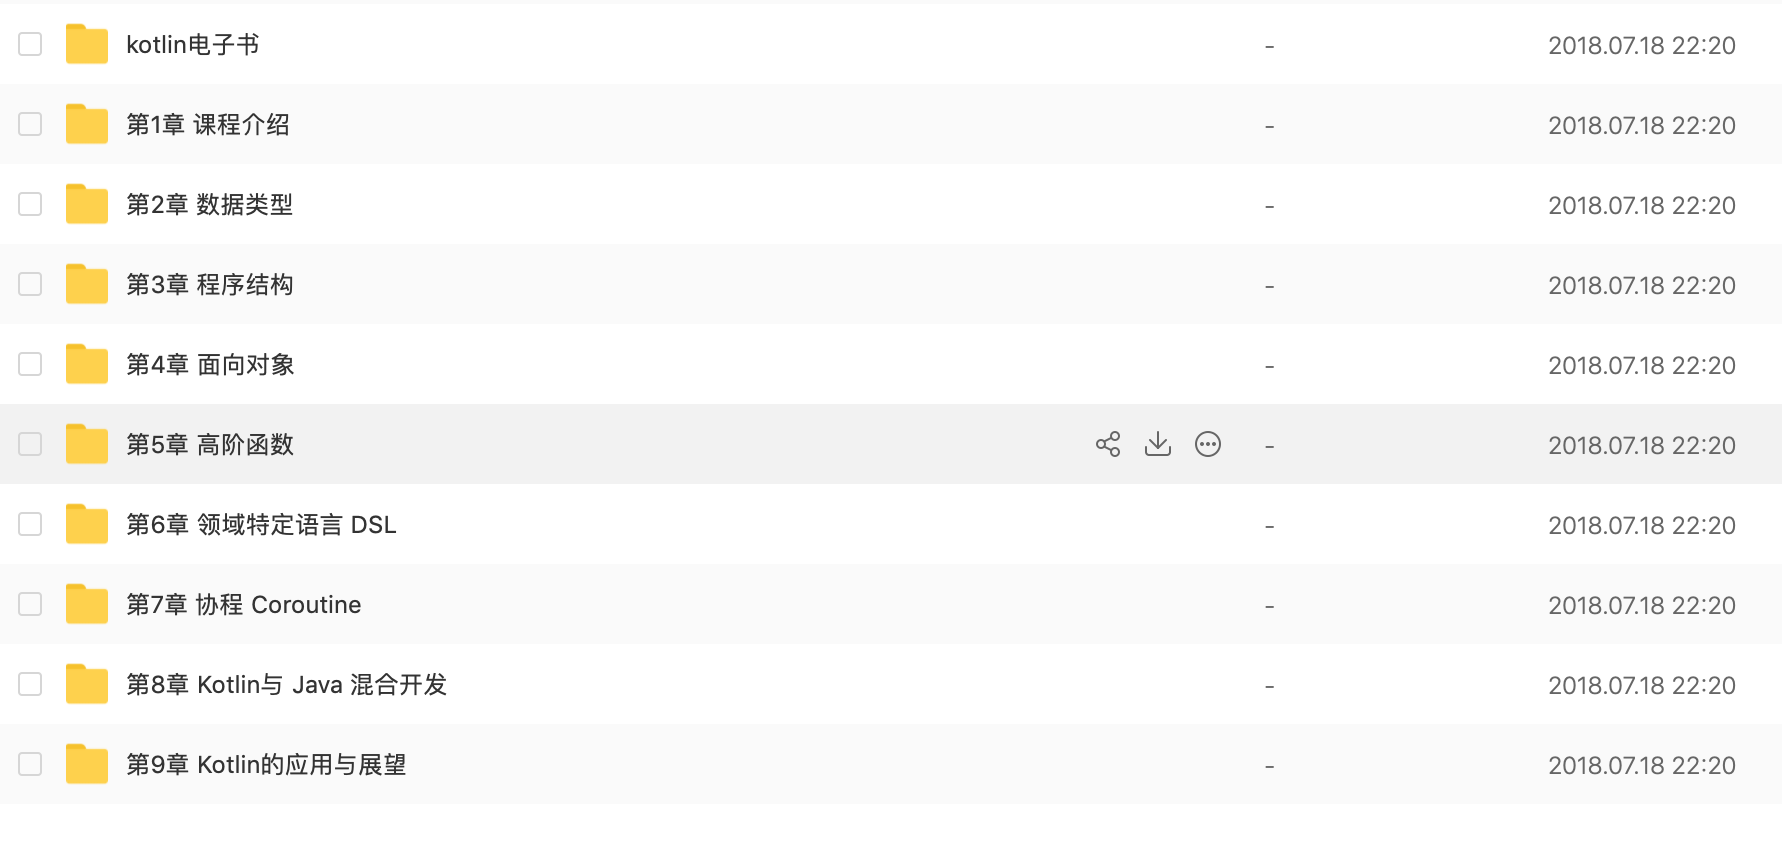 kotlin电子书 - 2018.07.18 22:20
第1章 课程介绍 - 2018.07.18 22:20
第2章 数据类型 - 2018.07.18 22:20
第3章 程序结构 - 2018.07.18 22:20
第4章 面向对象 - 2018.07.18 22:20
第5章 高阶函数 - 2018.07.18 22:20
第6章 领域特定语言 DSL - 2018.07.18 22:20
第7章 协程 Coroutine - 2018.07.18 22:20
第8章 Kotlin与 Java 混合开发 - 2018.07.18 22:20
第9章 Kotlin的应用与展望 - 2018.07.18 22:20